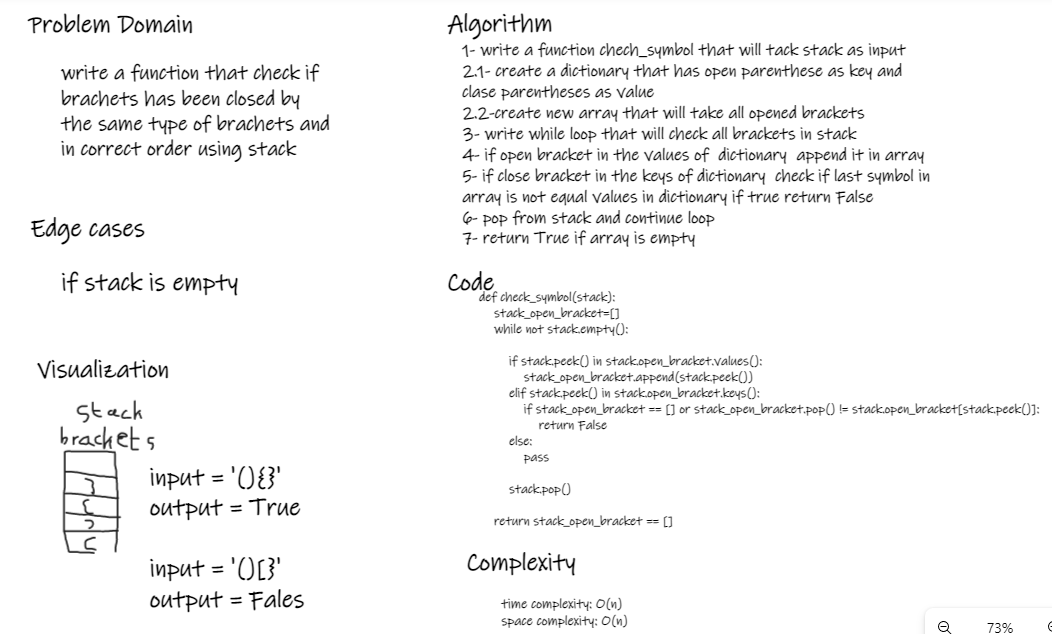 Problem Domain
write a function that check if
brachets has been closed by
the same type of brachets and
in correct order using stack
Edge cases
if stack is empty
Visualization
stack
brackets
}
{
)
(
input = '(){}'
output = True
input = '()[}'
output = Fales
Algorithm
1- write a function chech_symbol that will tack stack as input
2.1- create a dictionary that has open parenthese as key and
clase parentheses as value
2.2-create new array that will take all opened brackets
3- write while loop that will check all brackets in stack
4- if open bracket in the values of dictionary append it in array
5- if close bracket in the keys of dictionary check if last symbol in
array is not equal values in dictionary if true return False
6- pop from stack and continue loop
7- return True if array is empty
Code
def check_symbol(stack):
stack_open_bracket=[]
while not stack.empty():
if stack.peek() in stack.open_bracket.values():
stack_open_bracket.append(stack.peek())
elif stack.peek() in stack.open_bracket.keys():
if stack_open_bracket == [] or stack_open_bracket.pop() != stack.open_bracket[stack.peek()]:
return False
else:
pass
stack.pop()
return stack_open_bracket == []
Complexity
time complexity: O(n)
space complexity: O(n)
73%